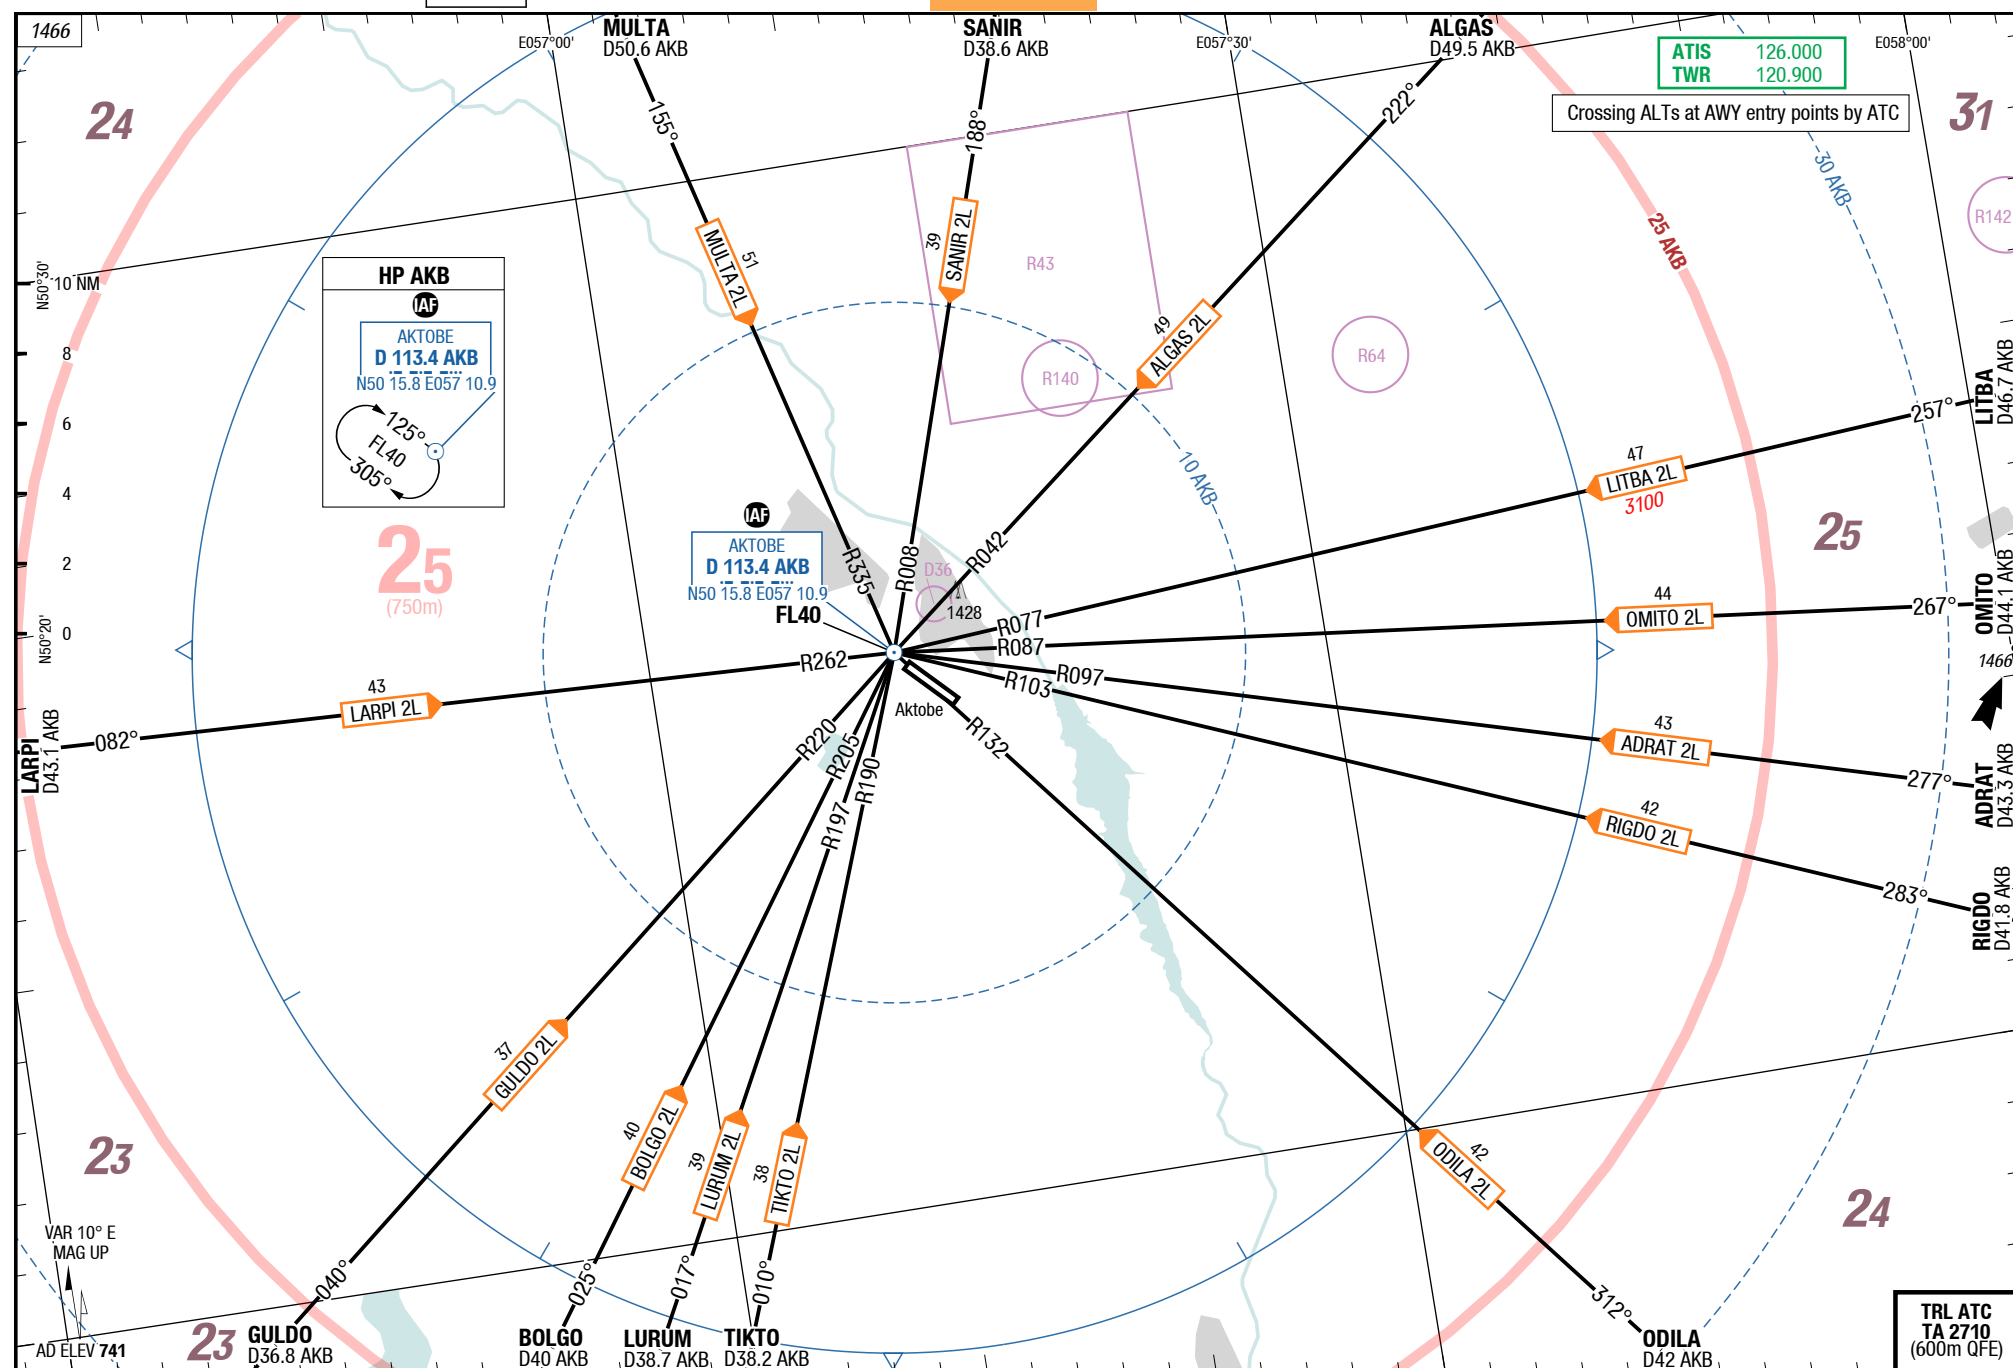 1466
MULTA
D50.6 AKB
SANIR
D38.6 AKB
ALGAS
D49.5 AKB
E057°00'
E057°30'
E058°00'
ATIS 126.000
TWR 120.900
Crossing ALTs at AWY entry points by ATC
24
31
155°
188°
222°
30 AKB
25 AKB
R142
R43
R64
R140
MULTA 2L
51
39
SANIR 2L
49
ALGAS 2L
N50°30'
10 NM
8
6
4
2
0
N50°20'
HP AKB
IAF
AKTOBE
D 113.4 AKB
N50 15.8 E057 10.9
125°
FL40
305°
25
(750m)
10 AKB
IAF
AKTOBE
D 113.4 AKB
N50 15.8 E057 10.9
FL40
D36
1428
R335
R008
R042
R077
R087
R097
R103
R132
R262
R220
R205
R197
R190
Aktobe
LITBA
D46.7 AKB
257°
47
LITBA 2L
3100
25
OMITO
D44.1 AKB
267°
44
OMITO 2L
1466
43
ADRAT 2L
277°
ADRAT
D43.3 AKB
42
RIGDO 2L
283°
RIGDO
D41.8 AKB
43
LARPI 2L
082°
LARPI
D43.1 AKB
37
GULDO 2L
40
BOLGO 2L
39
LURUM 2L
38
TIKTO 2L
42
ODILA 2L
23
24
VAR 10° E
MAG UP
040°
025°
017°
010°
312°
AD ELEV 741
23
GULDO
D36.8 AKB
BOLGO
D40 AKB
LURUM
D38.7 AKB
TIKTO
D38.2 AKB
ODILA
D42 AKB
TRL ATC
TA 2710
(600m QFE)